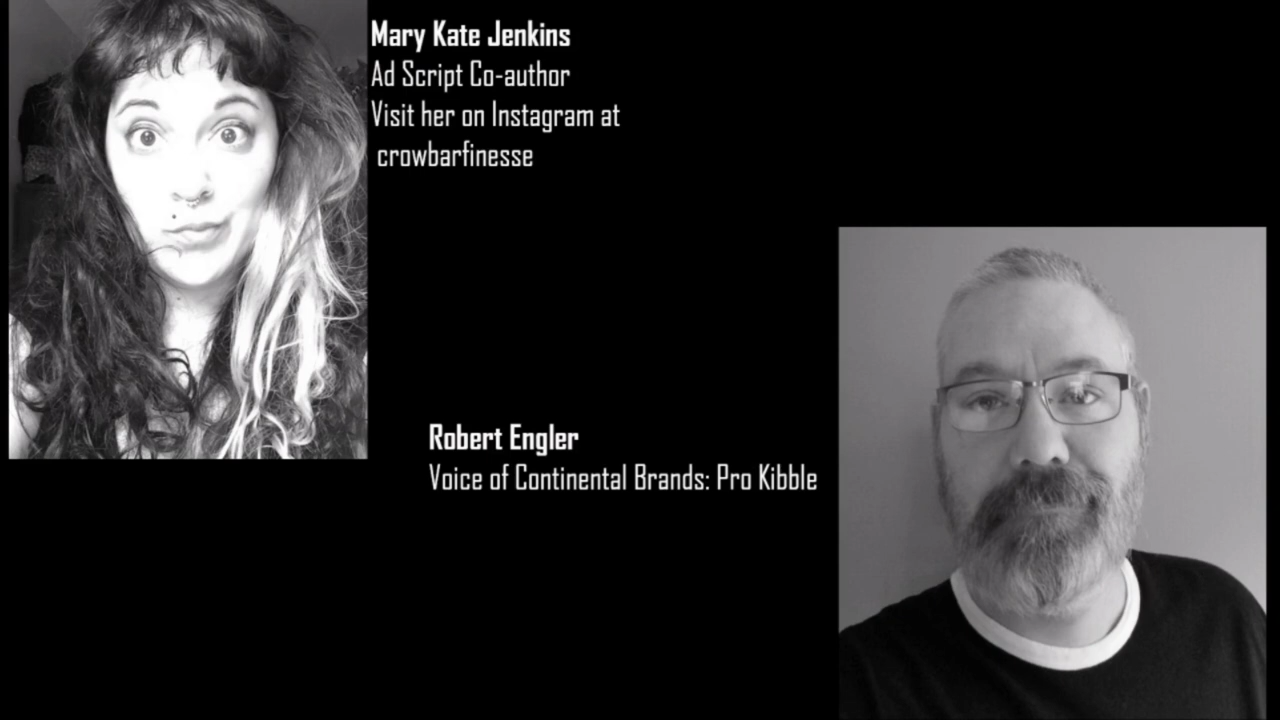 Mary Kate Jenkins
Ad Script Co-author
Visit her on Instagram at
crowbarfinesse
Robert Engler
Voice of Continental Brands: Pro Kibble